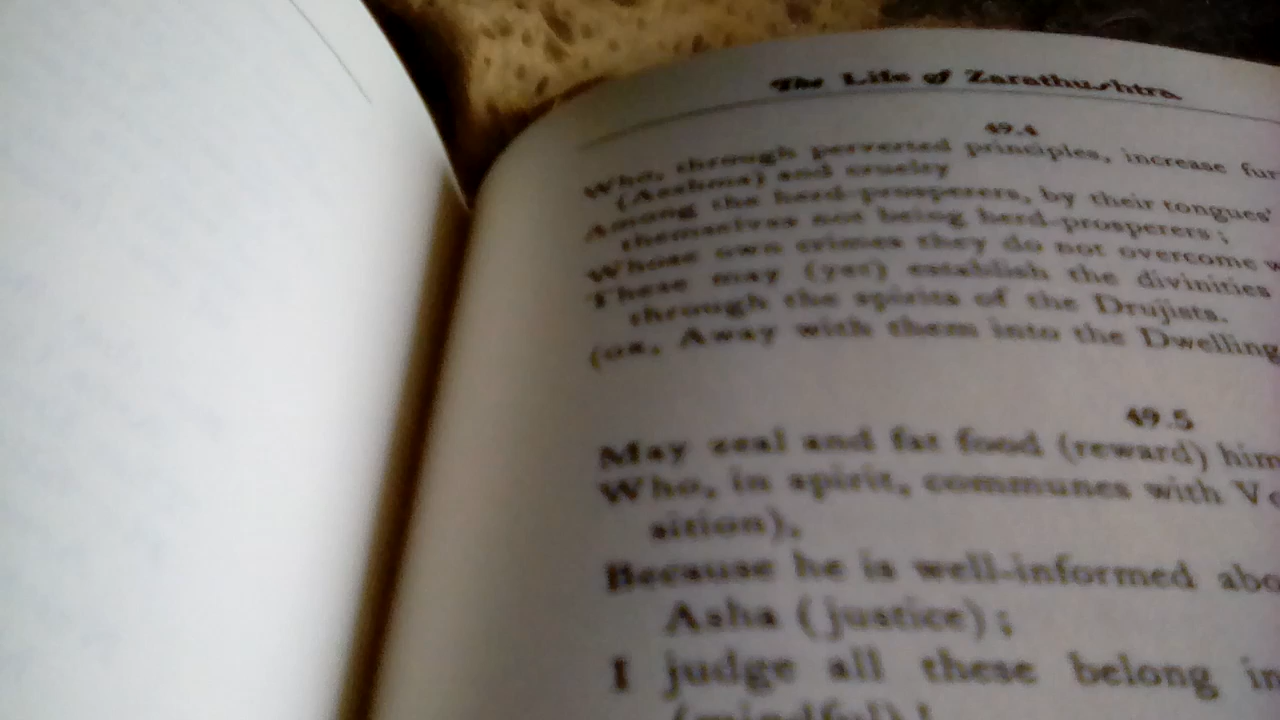 The Life of Zarathushtra
49.4
Who, through perverted principles, increase fur
(Aeshma) and cruelty
Among the herd-prosperers, by their tongues'
themselves not being herd-prosperers;
Whose own crimes they do not overcome w
These may (yet) establish the divinities
through the spirits of the Drujists.
(or, Away with them into the Dwelling
49.5
May zeal and fat food (reward) him
Who, in spirit, communes with Vo
sition),
Because he is well-informed abo
Asha (justice);
I judge all these belong in
(mindful)!